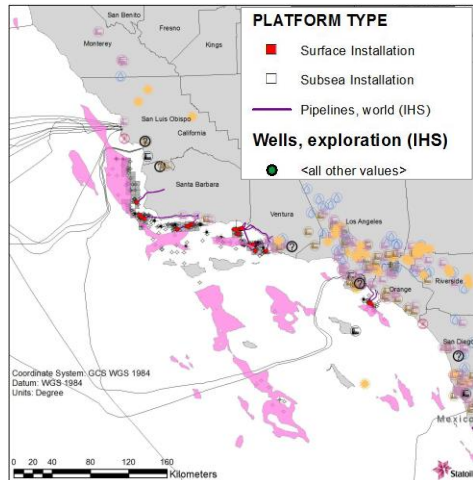 San Benito
Fresno
Monterey
Kings
PLATFORM TYPE
Surface Installation
Subsea Installation
Pipelines, world (IHS)
Wells, exploration (IHS)
<all other values>
San Luis Obispo
California
Santa Barbara
Ventura
Los Angeles
Orange
Riverside
San Diego
Coordinate System: GCS WGS 1984
Datum: WGS 1984
Units: Degree
Mexico
0 20 40 80 120 160
Kilometers
Statoil